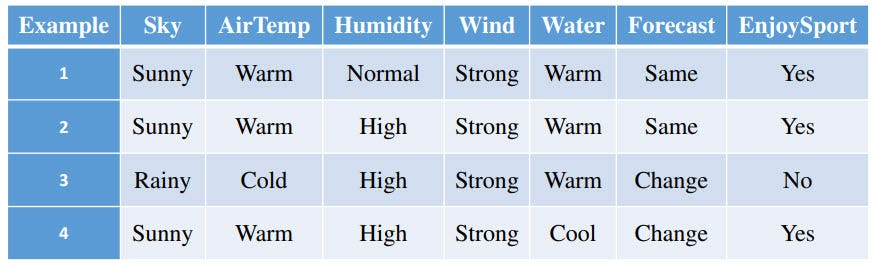 Example Sky AirTemp Humidity Wind Water Forecast EnjoySport
1 Sunny Warm Normal Strong Warm Same Yes
2 Sunny Warm High Strong Warm Same Yes
3 Rainy Cold High Strong Warm Change No
4 Sunny Warm High Strong Cool Change Yes